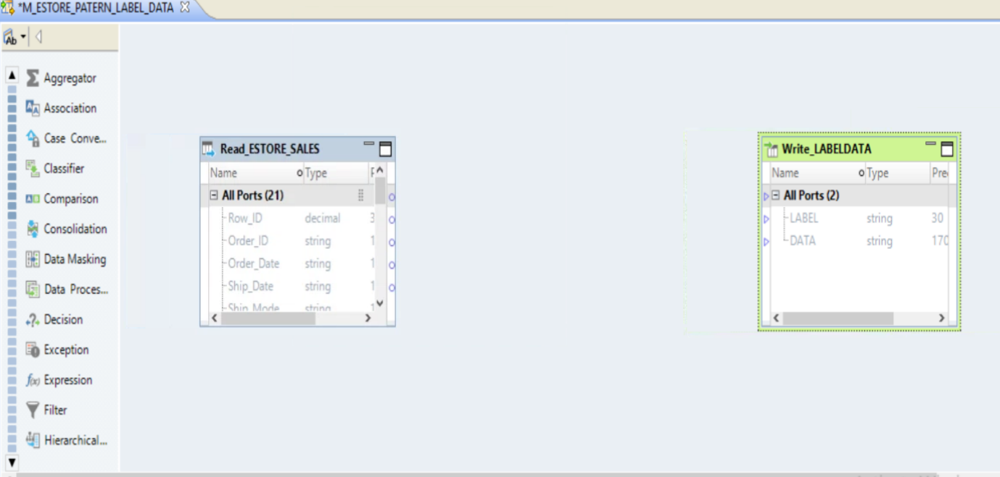 *M_ESTORE_PATERN_LABEL_DATA
Ab
Aggregator
Association
Case Conve...
Classifier
Comparison
Consolidation
Data Masking
Data Proces...
Decision
Exception
f(x) Expression
Filter
Hierarchical...
Read_ESTORE_SALES
Name Type
All Ports (21)
Row_ID decimal 3
Order_ID string 1
Order_Date string 1
Ship_Date string 1
Ship_Mode string 1
Write_LABELDATA
Name Type Pre
All Ports (2)
LABEL string 30
DATA string 170